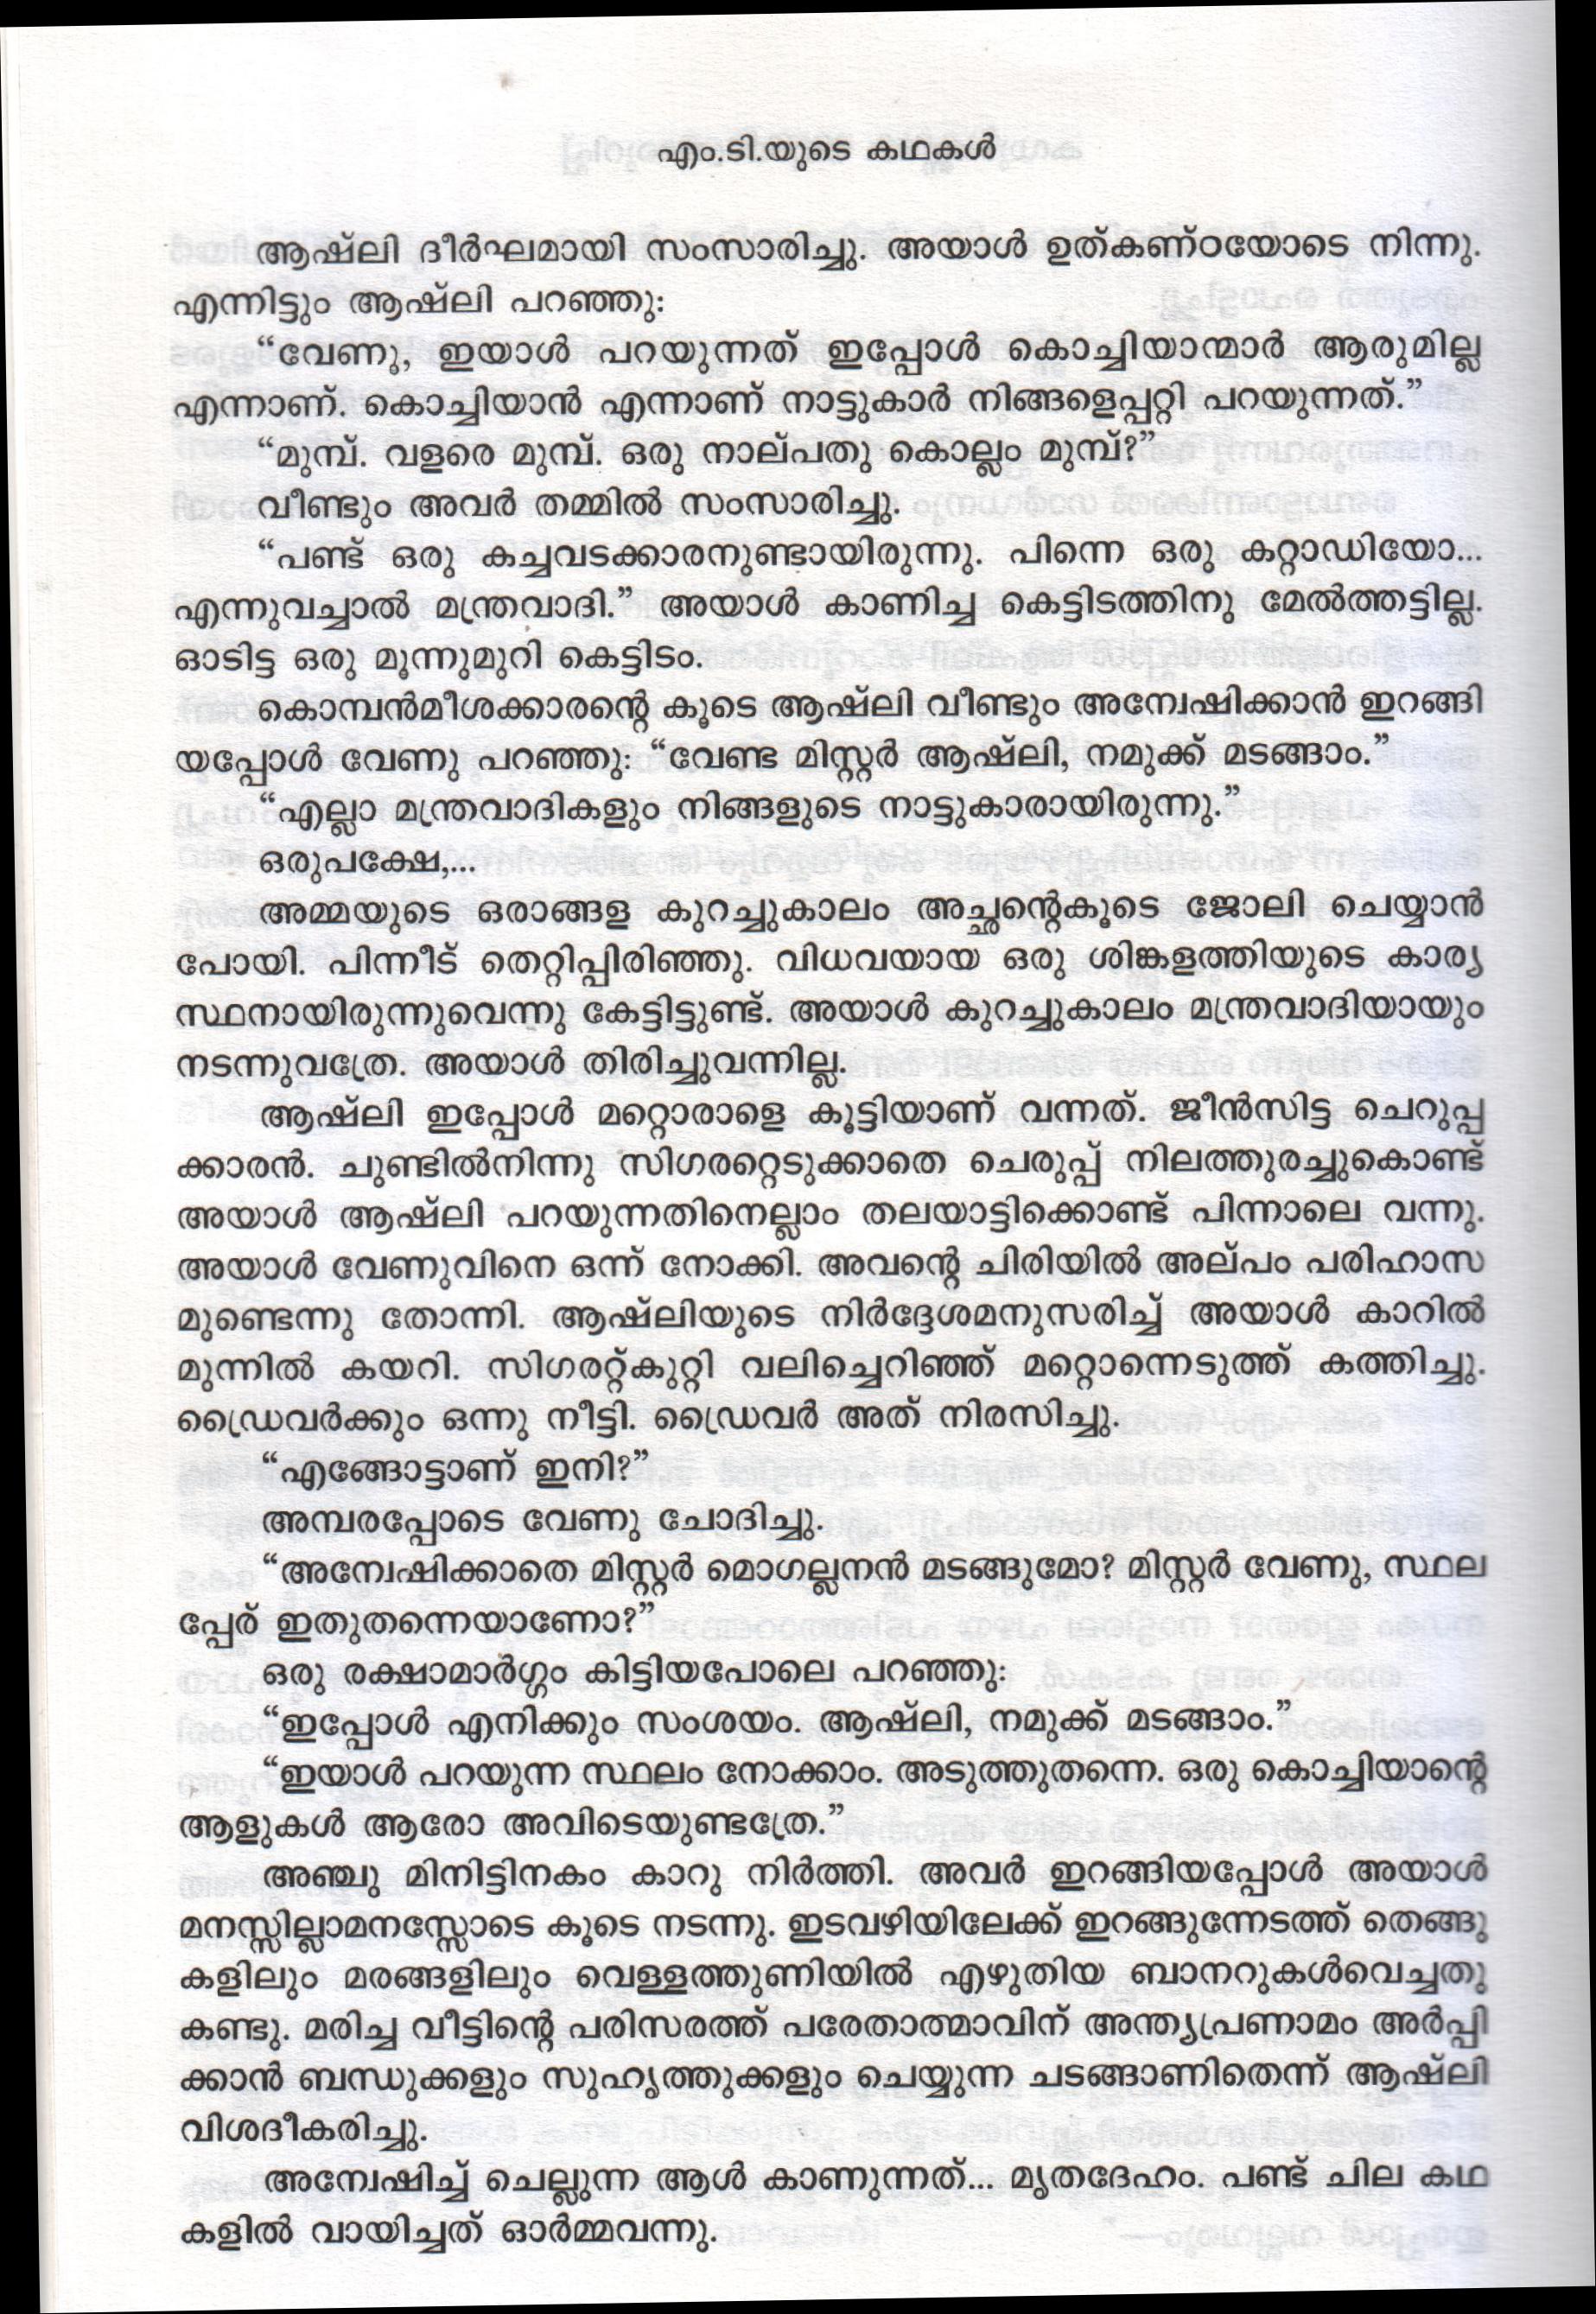 എം.ടി.യുടെ കഥകൾ
ആഷ്‌ലി ദീർഘമായി സംസാരിച്ചു. അയാൾ ഉത്കണ്ഠയോടെ നിന്നു.
എന്നിട്ടും ആഷ്‌ലി പറഞ്ഞു:
“വേണൂ, ഇയാൾ പറയുന്നത് ഇപ്പോൾ കൊച്ചിയാന്മാർ ആരുമില്ല
എന്നാണ്. കൊച്ചിയാൻ എന്നാണ് നാട്ടുകാർ നിങ്ങളെപ്പറ്റി പറയുന്നത്.”
“മുമ്പ്. വളരെ മുമ്പ്. ഒരു നാല്പതു കൊല്ലം മുമ്പ്?”
വീണ്ടും അവർ തമ്മിൽ സംസാരിച്ചു.
“പണ്ട് ഒരു കച്ചവടക്കാരനുണ്ടായിരുന്നു. പിന്നെ ഒരു കറ്റാഡിയോ...
എന്നുവച്ചാൽ മന്ത്രവാദി.” അയാൾ കാണിച്ച കെട്ടിടത്തിനു മേൽത്തട്ടില്ല.
ഓടിട്ട ഒരു മൂന്നുമുറി കെട്ടിടം.
കൊമ്പൻമീശക്കാരന്റെ കൂടെ ആഷ്‌ലി വീണ്ടും അന്വേഷിക്കാൻ ഇറങ്ങി
യപ്പോൾ വേണു പറഞ്ഞു: “വേണ്ട മിസ്റ്റർ ആഷ്‌ലി, നമുക്ക് മടങ്ങാം.”
“എല്ലാ മന്ത്രവാദികളും നിങ്ങളുടെ നാട്ടുകാരായിരുന്നു.”
ഒരുപക്ഷേ,...
അമ്മയുടെ ഒരാങ്ങള കുറച്ചുകാലം അച്ഛന്റെകൂടെ ജോലി ചെയ്യാൻ
പോയി. പിന്നീട് തെറ്റിപ്പിരിഞ്ഞു. വിധവയായ ഒരു ശിങ്കളത്തിയുടെ കാര്യ
സ്ഥനായിരുന്നുവെന്നു കേട്ടിട്ടുണ്ട്. അയാൾ കുറച്ചുകാലം മന്ത്രവാദിയായും
നടന്നുവത്രേ. അയാൾ തിരിച്ചുവന്നില്ല.
ആഷ്‌ലി ഇപ്പോൾ മറ്റൊരാളെ കൂട്ടിയാണ് വന്നത്. ജീൻസിട്ട ചെറുപ്പ
ക്കാരൻ. ചുണ്ടിൽനിന്നു സിഗരറ്റെടുക്കാതെ ചെരുപ്പ് നിലത്തുരച്ചുകൊണ്ട്
അയാൾ ആഷ്‌ലി പറയുന്നതിനെല്ലാം തലയാട്ടിക്കൊണ്ട് പിന്നാലെ വന്നു.
അയാൾ വേണുവിനെ ഒന്ന് നോക്കി. അവന്റെ ചിരിയിൽ അല്പം പരിഹാസ
മുണ്ടെന്നു തോന്നി. ആഷ്‌ലിയുടെ നിർദ്ദേശമനുസരിച്ച് അയാൾ കാറിൽ
മുന്നിൽ കയറി. സിഗരറ്റ്കുറ്റി വലിച്ചെറിഞ്ഞ് മറ്റൊന്നെടുത്ത് കത്തിച്ചു.
ഡ്രൈവർക്കും ഒന്നു നീട്ടി. ഡ്രൈവർ അത് നിരസിച്ചു.
“എങ്ങോട്ടാണ് ഇനി?”
അമ്പരപ്പോടെ വേണു ചോദിച്ചു.
“അന്വേഷിക്കാതെ മിസ്റ്റർ മൊഗല്ലനൻ മടങ്ങുമോ? മിസ്റ്റർ വേണു, സ്ഥല
പ്പേര് ഇതുതന്നെയാണോ?”
ഒരു രക്ഷാമാർഗ്ഗം കിട്ടിയപോലെ പറഞ്ഞു:
“ഇപ്പോൾ എനിക്കും സംശയം. ആഷ്‌ലി, നമുക്ക് മടങ്ങാം.”
“ഇയാൾ പറയുന്ന സ്ഥലം നോക്കാം. അടുത്തുതന്നെ. ഒരു കൊച്ചിയാന്റെ
ആളുകൾ ആരോ അവിടെയുണ്ടത്രേ.”
അഞ്ചു മിനിട്ടിനകം കാറു നിർത്തി. അവർ ഇറങ്ങിയപ്പോൾ അയാൾ
മനസ്സില്ലാമനസ്സോടെ കൂടെ നടന്നു. ഇടവഴിയിലേക്ക് ഇറങ്ങുന്നേടത്ത് തെങ്ങു
കളിലും മരങ്ങളിലും വെള്ളത്തുണിയിൽ എഴുതിയ ബാനറുകൾവെച്ചതു
കണ്ടു. മരിച്ച വീട്ടിന്റെ പരിസരത്ത് പരേതാത്മാവിന് അന്ത്യപ്രണാമം അർപ്പി
ക്കാൻ ബന്ധുക്കളും സുഹൃത്തുക്കളും ചെയ്യുന്ന ചടങ്ങാണിതെന്ന് ആഷ്‌ലി
വിശദീകരിച്ചു.
അന്വേഷിച്ച് ചെല്ലുന്ന ആൾ കാണുന്നത്... മൃതദേഹം. പണ്ട് ചില കഥ
കളിൽ വായിച്ചത് ഓർമ്മവന്നു.